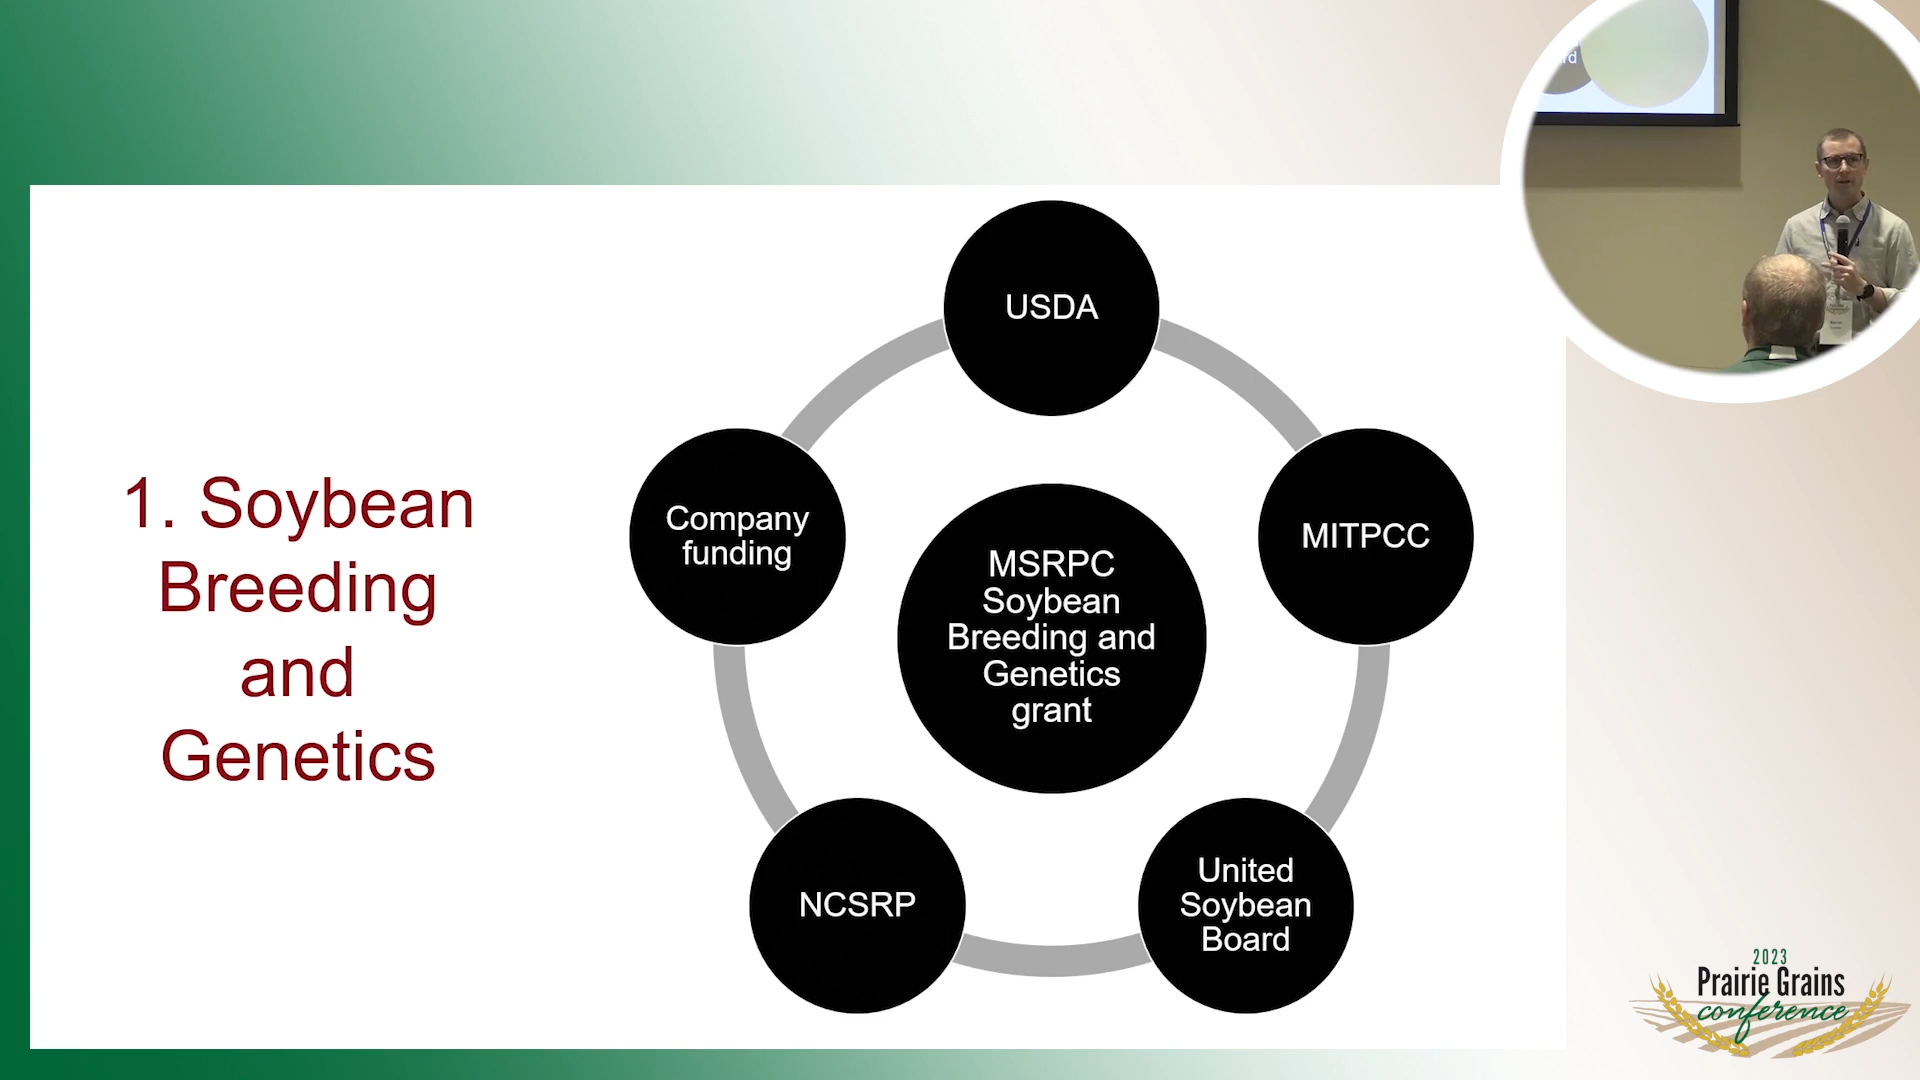 1. Soybean
Breeding
and
Genetics
USDA
Company
funding
MITPCC
MSRPC
Soybean
Breeding and
Genetics
grant
NCSRP
United
Soybean
Board
rd
2023
Prairie Grains
conference